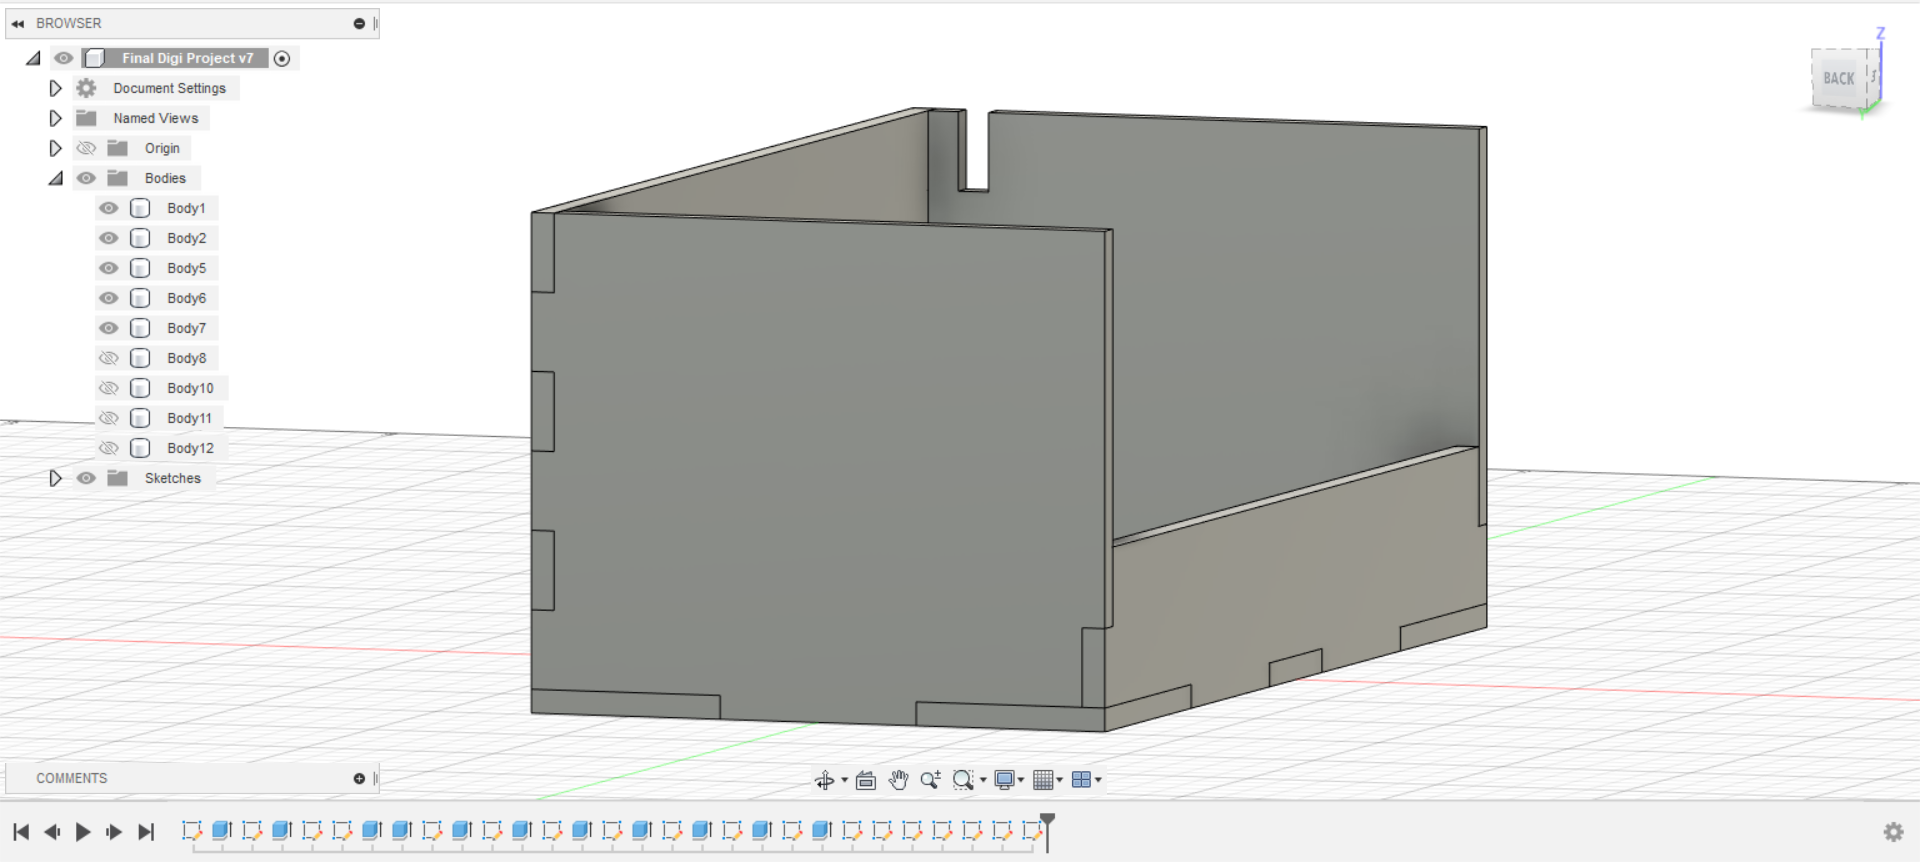 BROWSER
Final Digi Project v7
Document Settings
Named Views
Origin
Bodies
Body1
Body2
Body5
Body6
Body7
Body8
Body10
Body11
Body12
Sketches
Z
BACK
COMMENTS